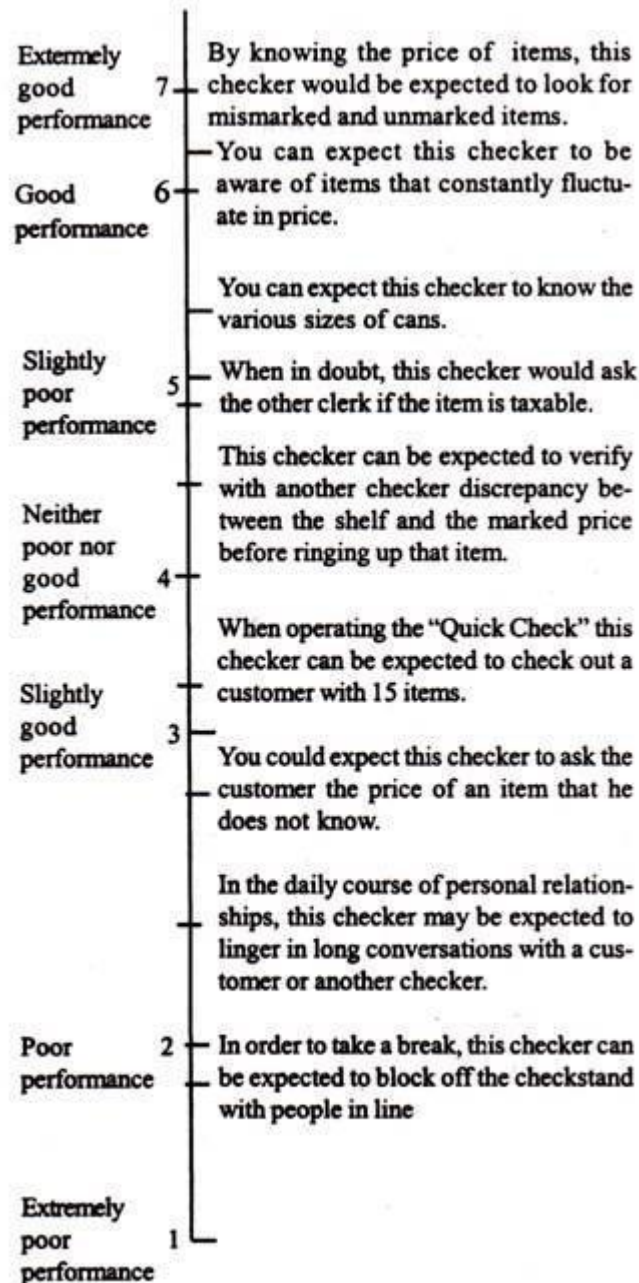 Extermely
good
performance
7
By knowing the price of items, this
checker would be expected to look for
mismarked and unmarked items.
You can expect this checker to be
aware of items that constantly fluctu-
ate in price.
Good
performance
6
You can expect this checker to know the
various sizes of cans.
Slightly
poor
performance
5
When in doubt, this checker would ask
the other clerk if the item is taxable.
This checker can be expected to verify
with another checker discrepancy be-
tween the shelf and the marked price
before ringing up that item.
Neither
poor nor
good
performance
4
When operating the “Quick Check” this
checker can be expected to check out a
customer with 15 items.
Slightly
good
performance
3
You could expect this checker to ask the
customer the price of an item that he
does not know.
In the daily course of personal relation-
ships, this checker may be expected to
linger in long conversations with a cus-
tomer or another checker.
Poor
performance
2
In order to take a break, this checker can
be expected to block off the checkstand
with people in line
Extremely
poor
performance
1